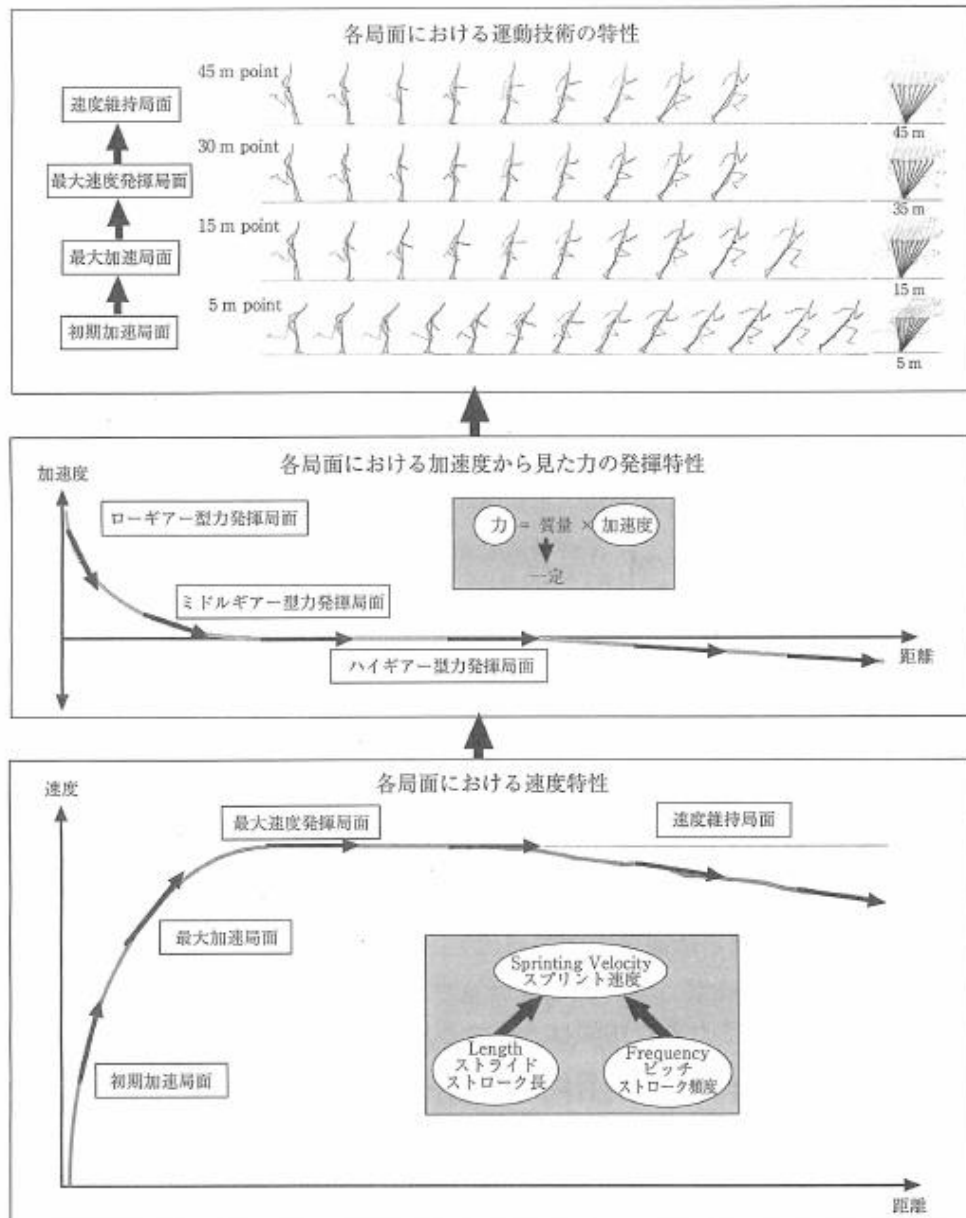 各局面における運動技術の特性
45 m point
速度維持局面
45 m
30 m point
最大速度発揮局面
35 m
15 m point
最大加速局面
15 m
5 m point
初期加速局面
5 m
各局面における加速度から見た力の発揮特性
加速度
ローギアー型力発揮局面
力 = 質量 × 加速度
一定
ミドルギアー型力発揮局面
ハイギアー型力発揮局面
距離
各局面における速度特性
速度
最大速度発揮局面
速度維持局面
最大加速局面
Sprinting Velocity
スプリント速度
Length
ストライド
ストローク長
Frequency
ピッチ
ストローク頻度
初期加速局面
距離